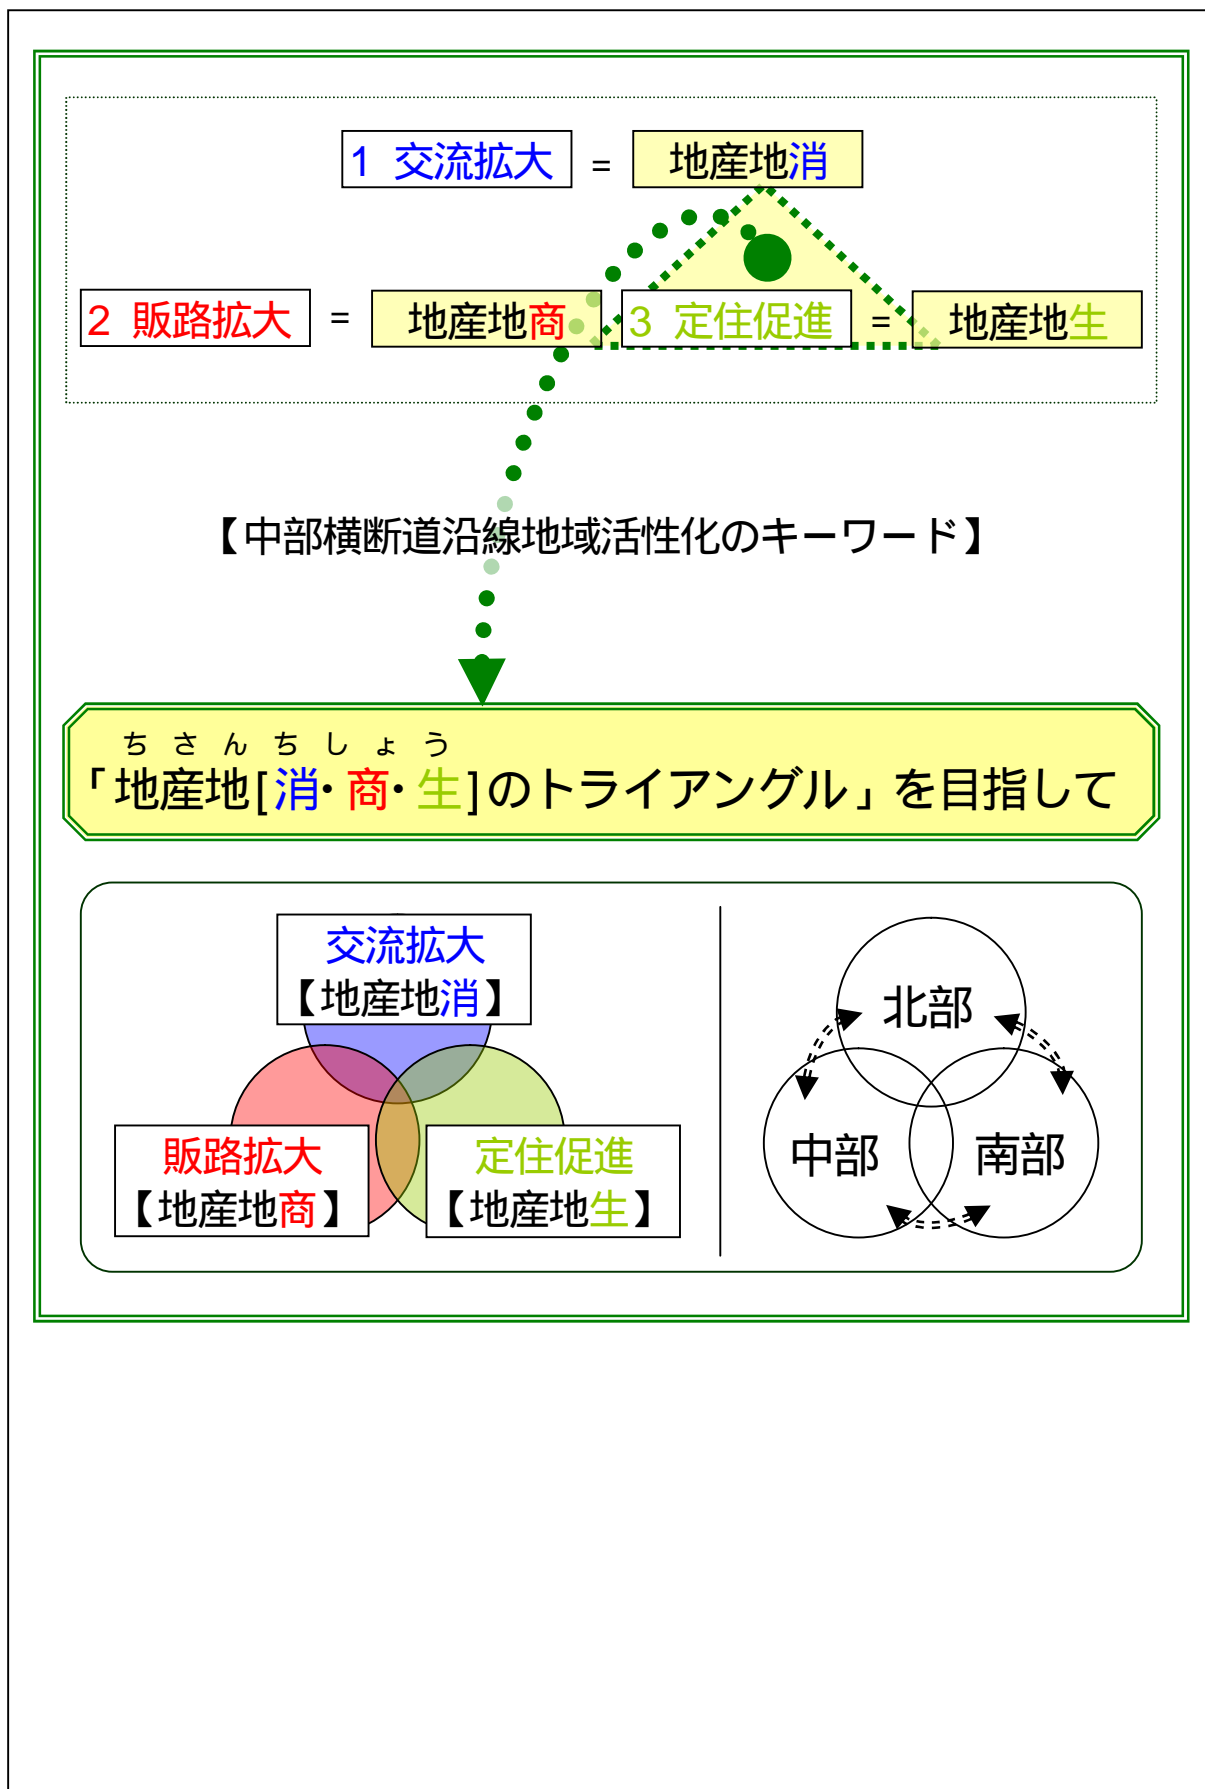 1 交流拡大 = 地産地消
2 販路拡大 = 地産地商 3 定住促進 = 地産地生
【中部横断道沿線地域活性化のキーワード】
ちさんちしょう
「地産地[消・商・生]のトライアングル」を目指して
交流拡大
【地産地消】
販路拡大
【地産地商】
定住促進
【地産地生】
北部
中部
南部